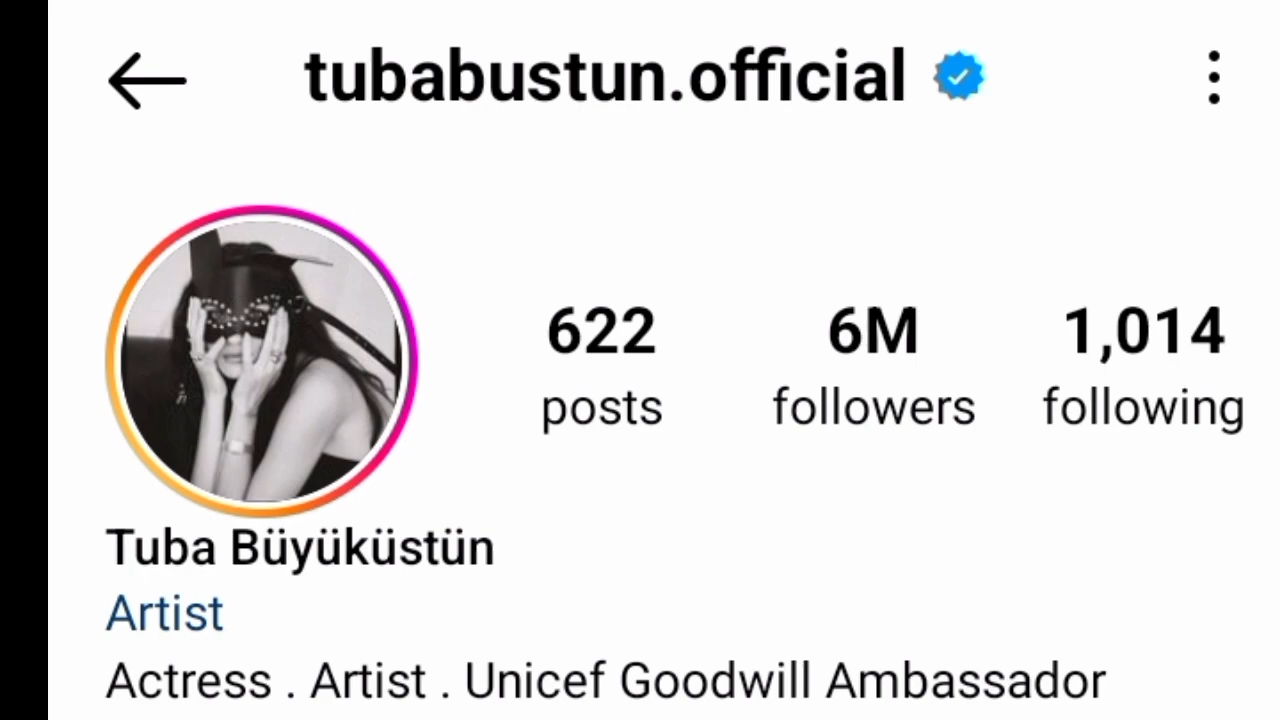 tubabustun.official
622 6M 1,014
posts followers following
Tuba Büyüküstün
Artist
Actress . Artist . Unicef Goodwill Ambassador